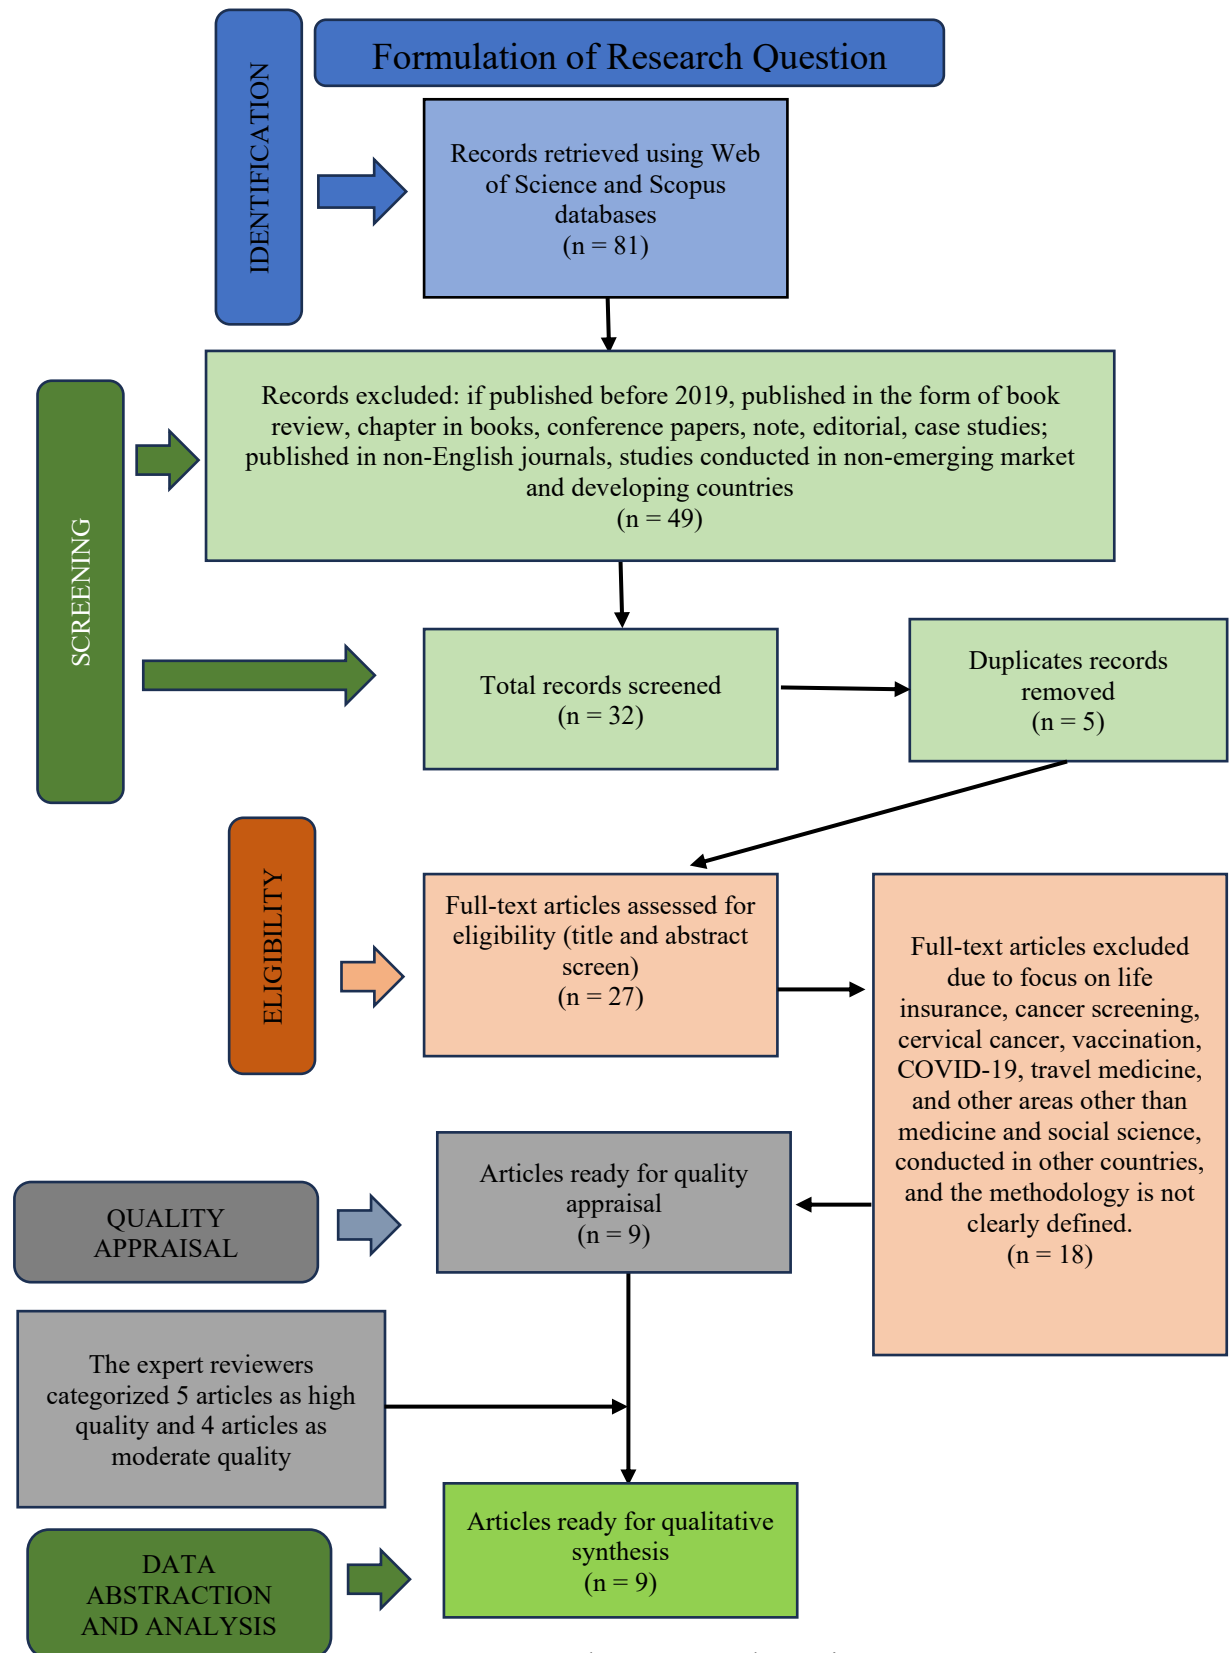 Formulation of Research Question
IDENTIFICATION
Records retrieved using Web
of Science and Scopus
databases
(n = 81)
SCREENING
Records excluded: if published before 2019, published in the form of book
review, chapter in books, conference papers, note, editorial, case studies;
published in non-English journals, studies conducted in non-emerging market
and developing countries
(n = 49)
Total records screened
(n = 32)
Duplicates records
removed
(n = 5)
ELIGIBILITY
Full-text articles assessed for
eligibility (title and abstract
screen)
(n = 27)
Full-text articles excluded
due to focus on life
insurance, cancer screening,
cervical cancer, vaccination,
COVID-19, travel medicine,
and other areas other than
medicine and social science,
conducted in other countries,
and the methodology is not
clearly defined.
(n = 18)
QUALITY
APPRAISAL
Articles ready for quality
appraisal
(n = 9)
The expert reviewers
categorized 5 articles as high
quality and 4 articles as
moderate quality
DATA
ABSTRACTION
AND ANALYSIS
Articles ready for qualitative
synthesis
(n = 9)